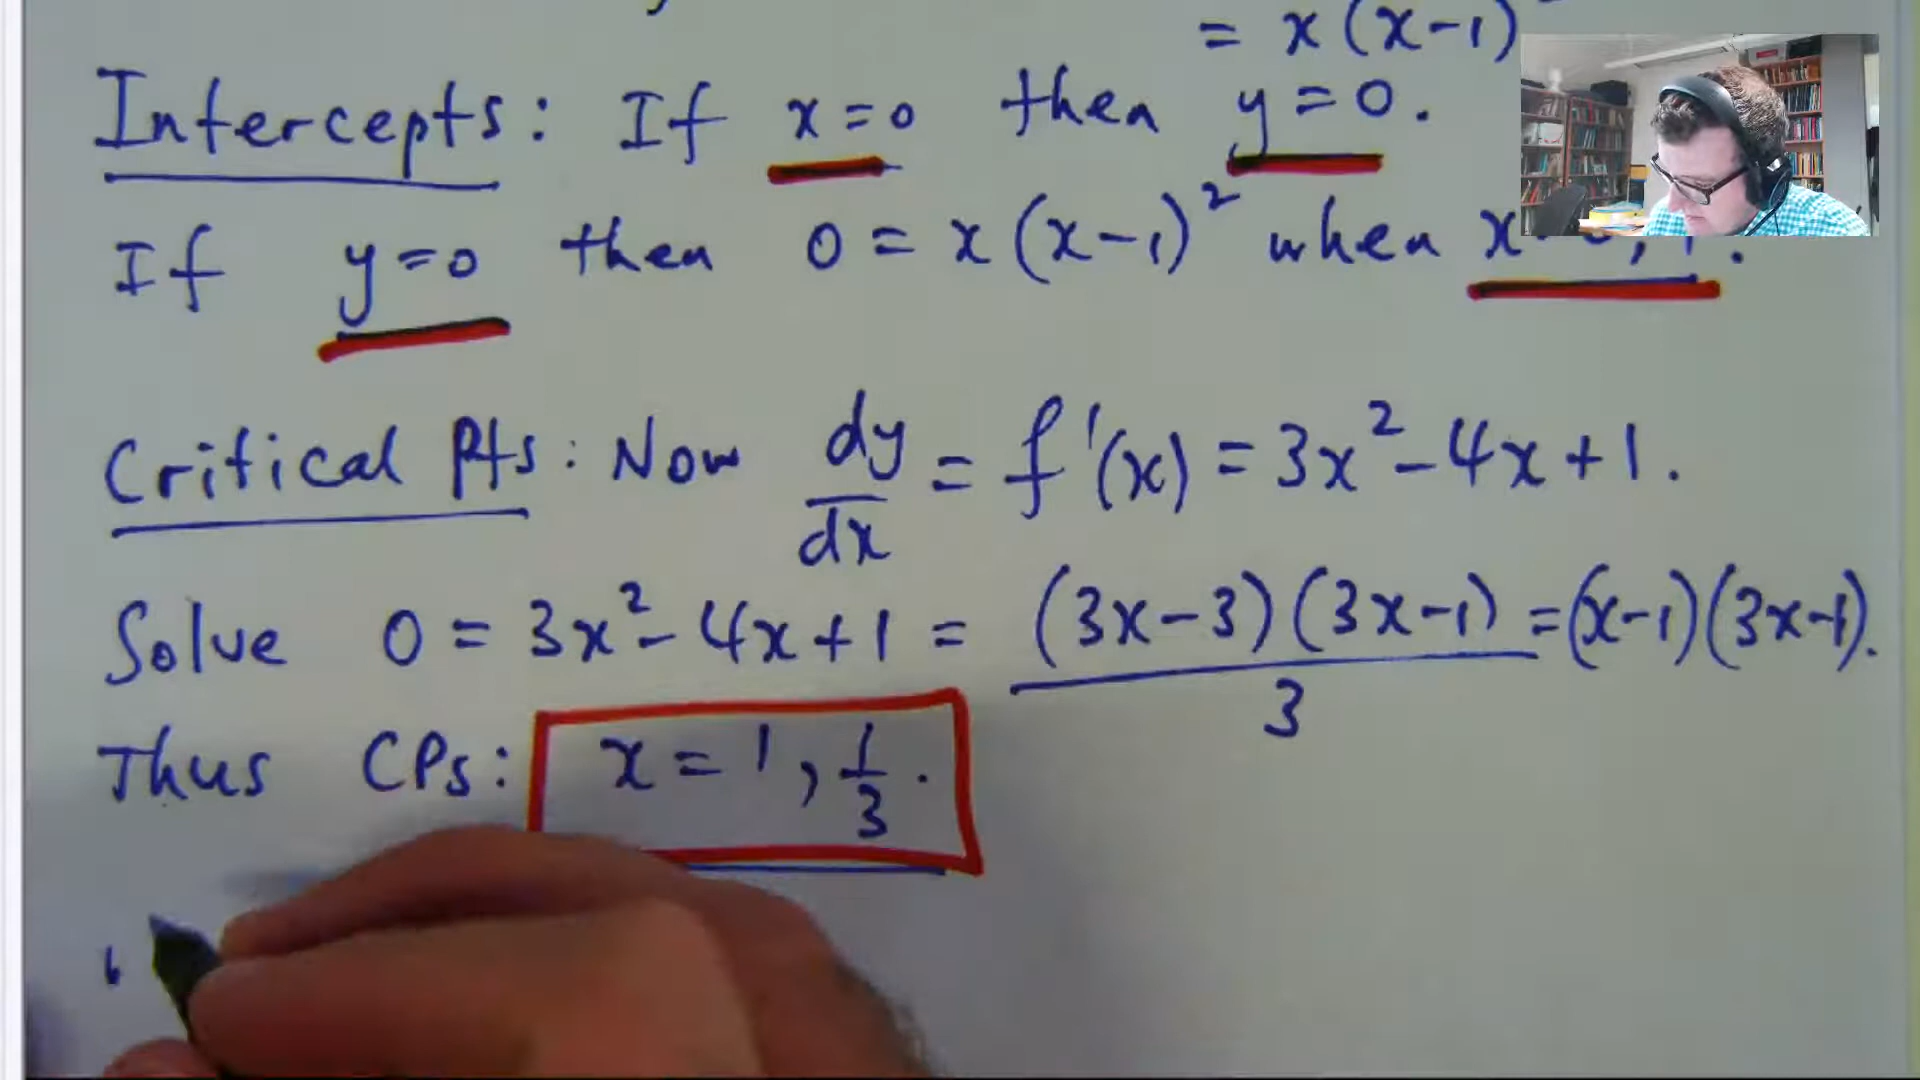 = x(x-1)
Intercepts: If x=0 then y=0.
If y=0 then 0 = x(x-1)² when x
Critical Pts: Now dy/dx = f'(x) = 3x²-4x+1.
Solve 0 = 3x²-4x+1 = (3x-3)(3x-1)/3 = (x-1)(3x-1).
Thus CPs: x = 1, 1/3.